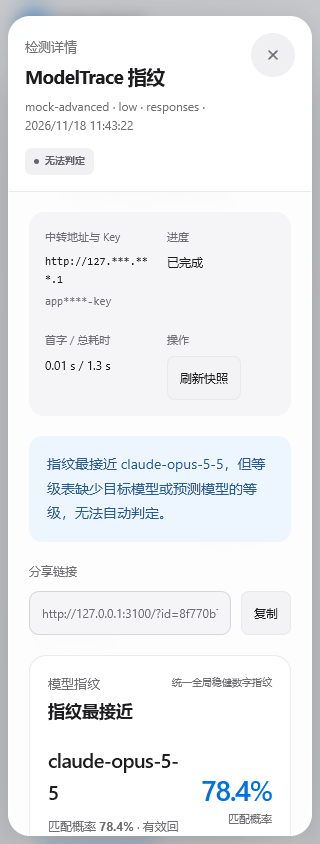 检测详情
ModelTrace 指纹
mock-advanced · low · responses ·
2026/11/18 11:43:22
无法判定
中转地址与 Key
http://127.***.**
*.1
app****-key
进度
已完成
首字 / 总耗时
0.01 s / 1.3 s
操作
刷新快照
指纹最接近 claude-opus-5-5，但等
级表缺少目标模型或预测模型的等
级，无法自动判定。
分享链接
http://127.0.0.1:3100/?id=8f770b
复制
模型指纹
统一全局稳健数字指纹
指纹最接近
claude-opus-5-
5
78.4%
匹配概率
匹配概率 78.4% · 有效回